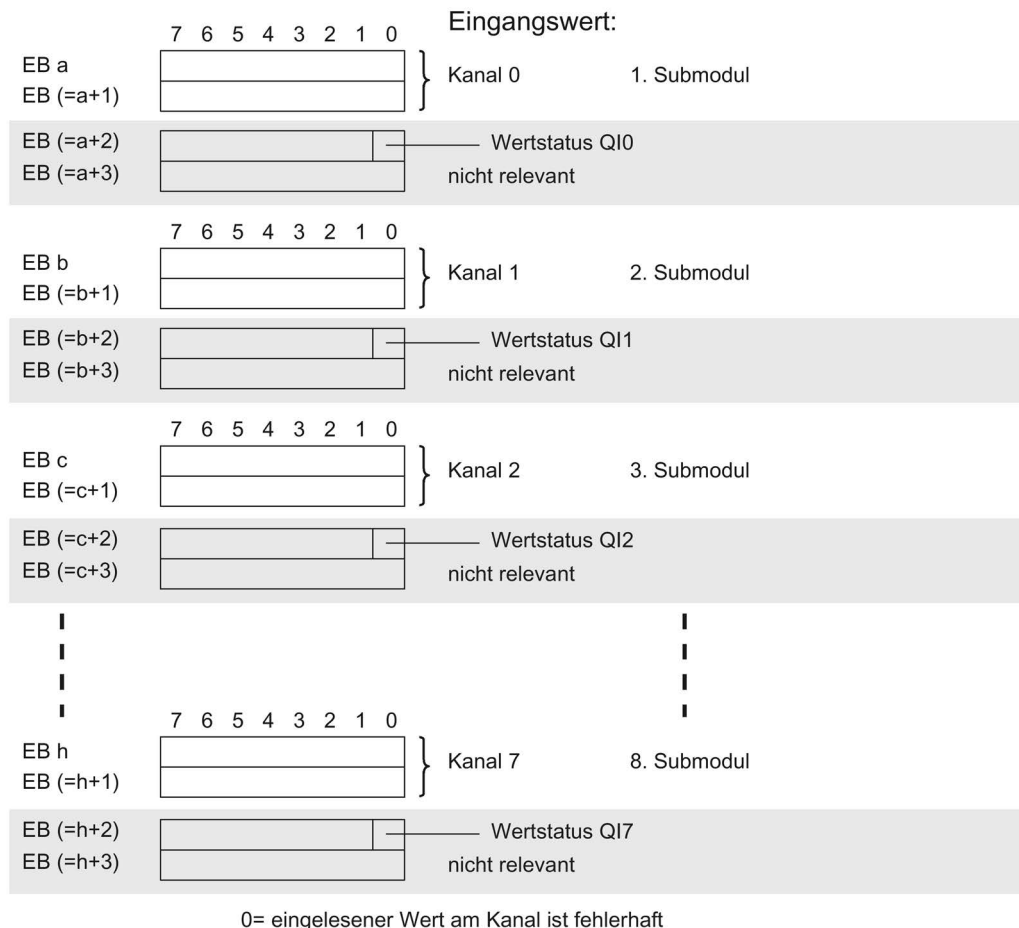 Eingangswert:
7 6 5 4 3 2 1 0
EB a
EB (=a+1)
Kanal 0 1. Submodul
EB (=a+2) Wertstatus QI0
EB (=a+3) nicht relevant
7 6 5 4 3 2 1 0
EB b
EB (=b+1)
Kanal 1 2. Submodul
EB (=b+2) Wertstatus QI1
EB (=b+3) nicht relevant
7 6 5 4 3 2 1 0
EB c
EB (=c+1)
Kanal 2 3. Submodul
EB (=c+2) Wertstatus QI2
EB (=c+3) nicht relevant
7 6 5 4 3 2 1 0
EB h
EB (=h+1)
Kanal 7 8. Submodul
EB (=h+2) Wertstatus QI7
EB (=h+3) nicht relevant
0= eingelesener Wert am Kanal ist fehlerhaft